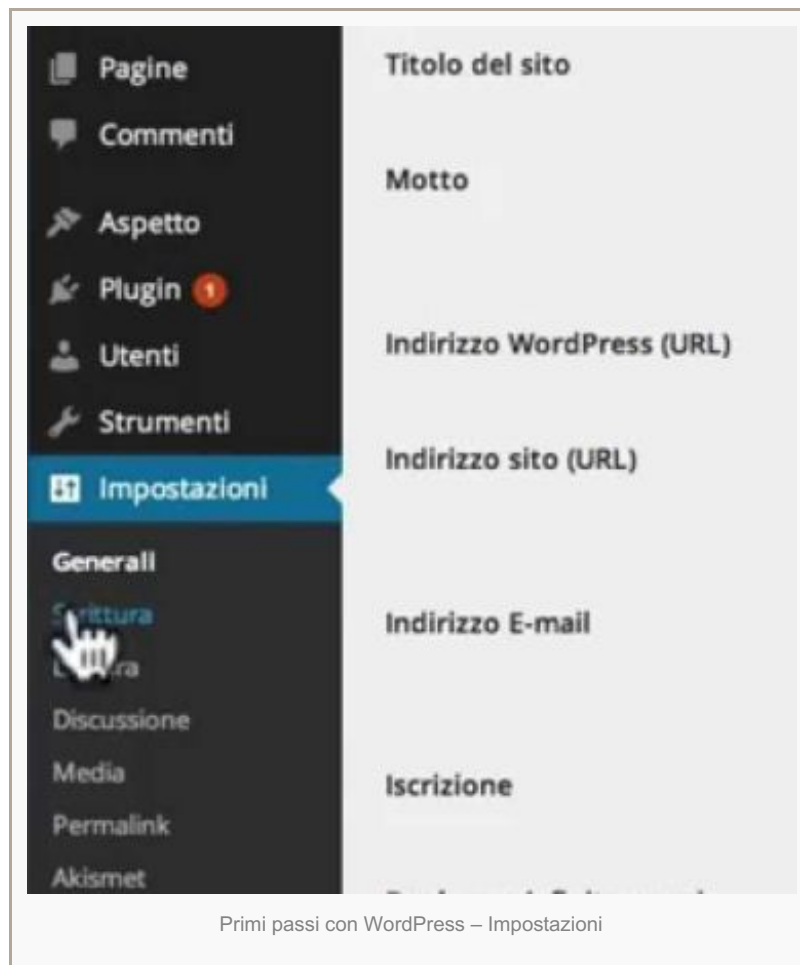 Pagine
Commenti
Aspetto
Plugin 1
Utenti
Strumenti
Impostazioni
Generali
Scrittura
Discussione
Media
Permalink
Akismet
Titolo del sito
Motto
Indirizzo WordPress (URL)
Indirizzo sito (URL)
Indirizzo E-mail
Iscrizione
Primi passi con WordPress – Impostazioni